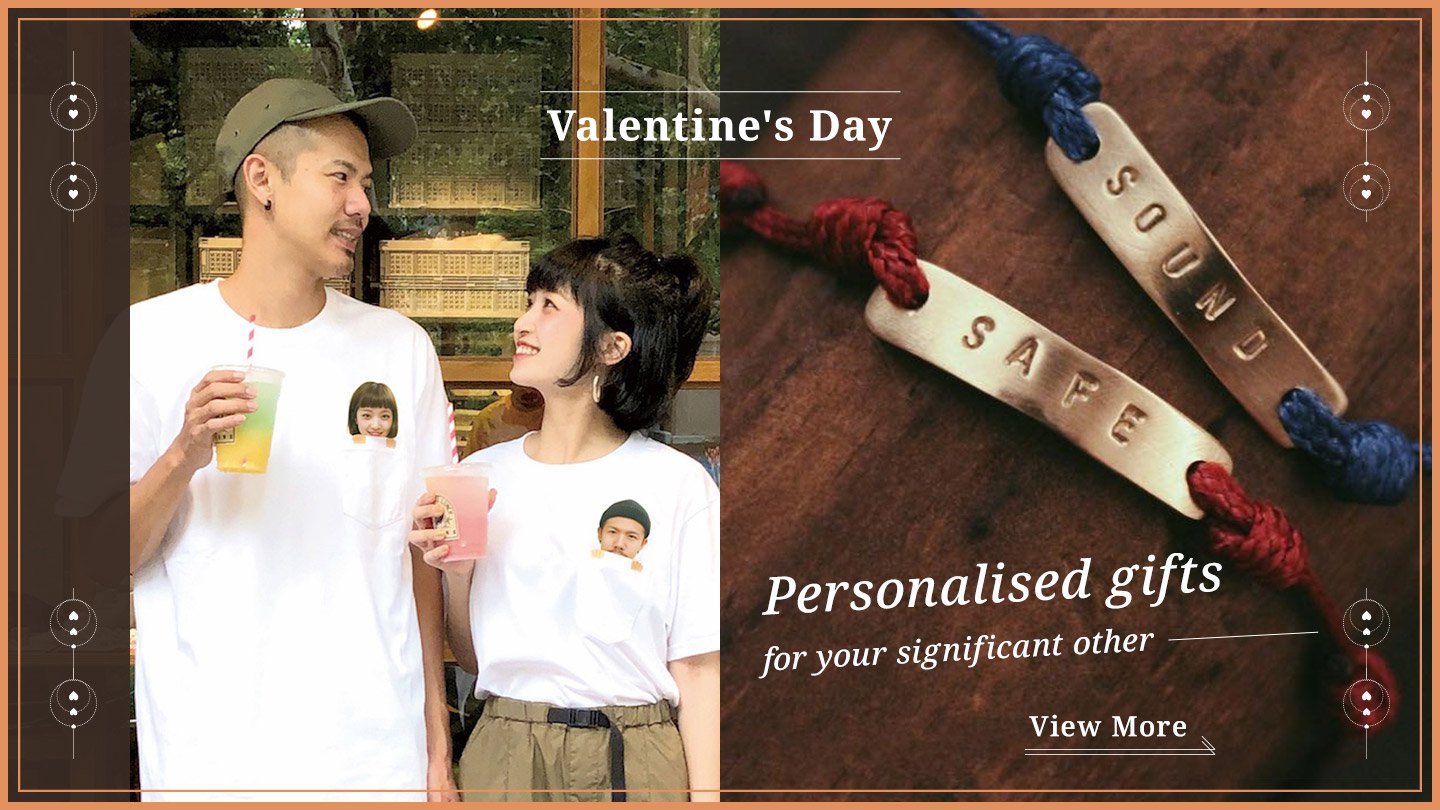 Valentine's Day
SOUND
SAFE
Personalised gifts
for your significant other
View More